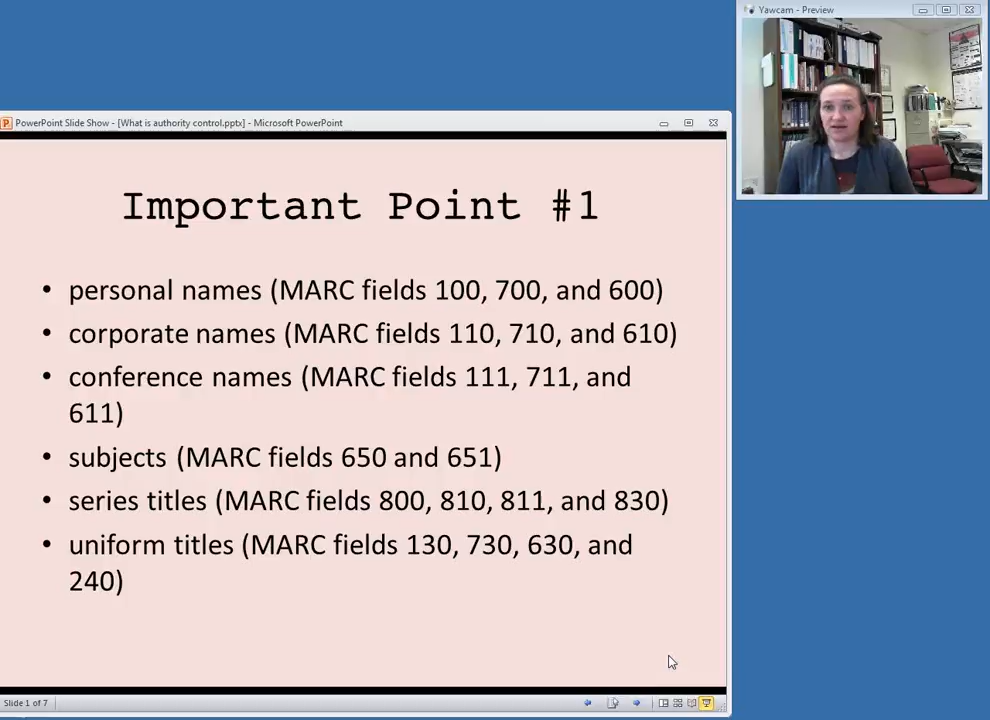 Yawcam - Preview
PowerPoint Slide Show - [What is authority control.pptx] - Microsoft PowerPoint
Important Point #1
• personal names (MARC fields 100, 700, and 600)
• corporate names (MARC fields 110, 710, and 610)
• conference names (MARC fields 111, 711, and
611)
• subjects (MARC fields 650 and 651)
• series titles (MARC fields 800, 810, 811, and 830)
• uniform titles (MARC fields 130, 730, 630, and
240)
Slide 1 of 7